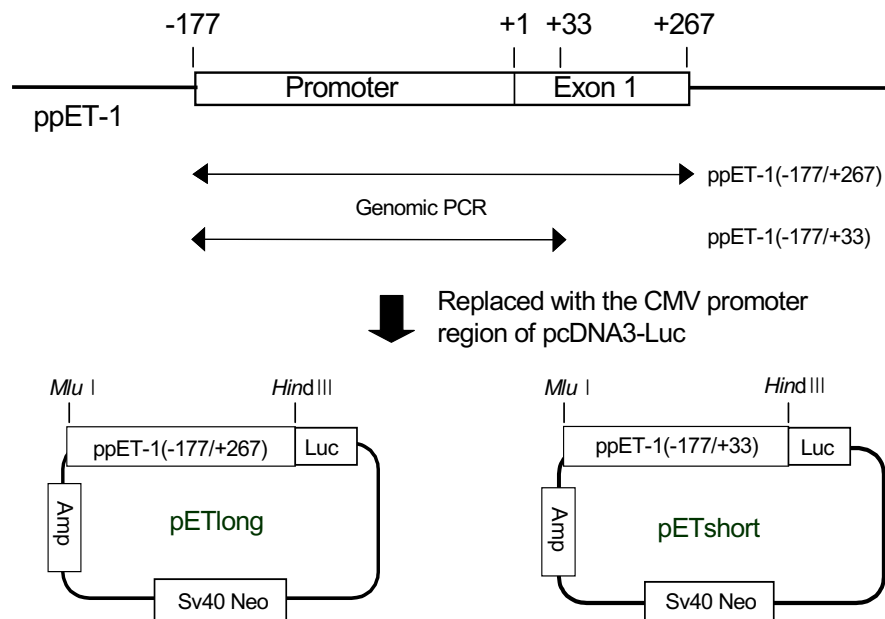 -177 +1 +33 +267
Promoter Exon 1
ppET-1
ppET-1(-177/+267)
Genomic PCR
ppET-1(-177/+33)
Replaced with the CMV promoter
region of pcDNA3-Luc
Mlu I HindIII Mlu I HindIII
ppET-1(-177/+267) Luc ppET-1(-177/+33) Luc
Amp pETlong Amp pETshort
Sv40 Neo Sv40 Neo